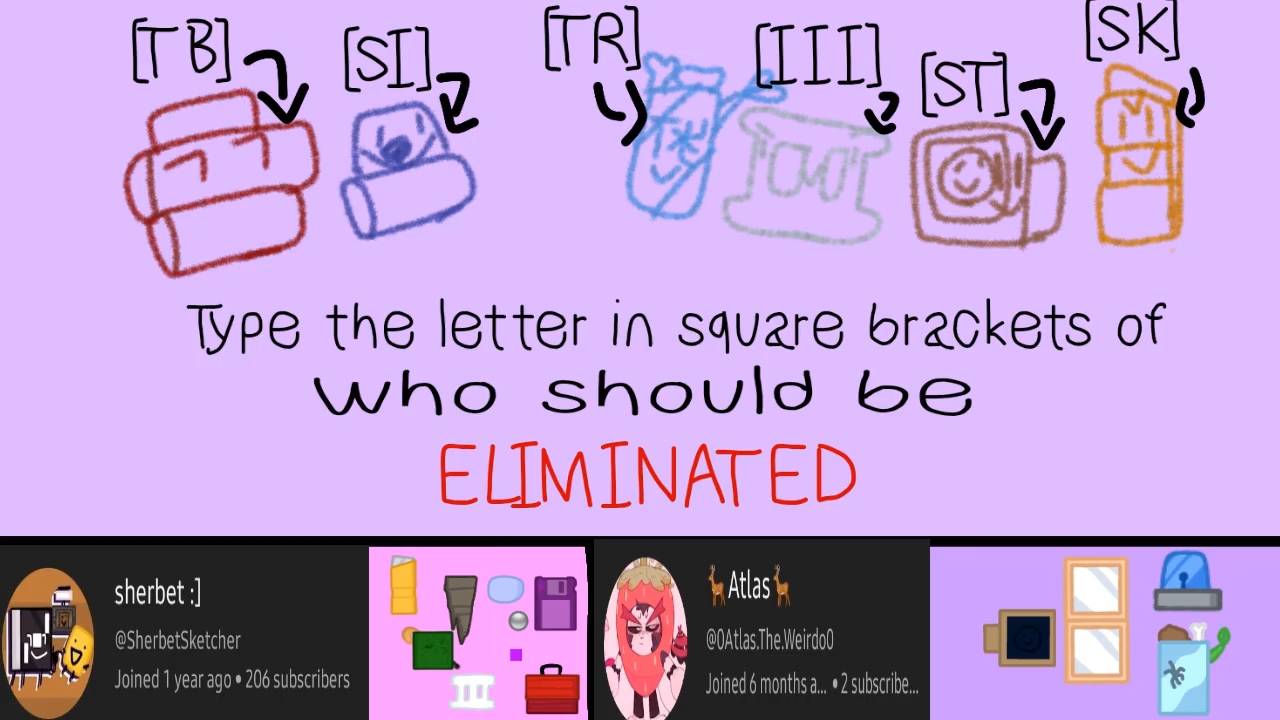 [TB] [SI] [TR] [III] [ST] [SK]
Type the letter in square brackets of
who should be
ELIMINATED
sherbet :]
@SherbetSketcher
Joined 1 year ago • 206 subscribers
🦌Atlas🦌
@0Atlas.The.Weirdo0
Joined 6 months a... • 2 subscribe...